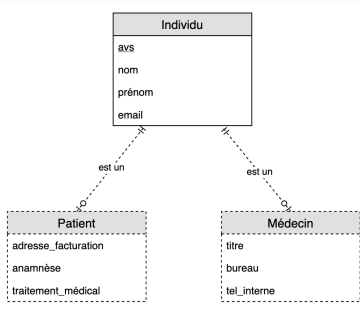 Individu
avs
nom
prénom
email
est un
est un
Patient
adresse_facturation
anamnèse
traitement_médical
Médecin
titre
bureau
tel_interne